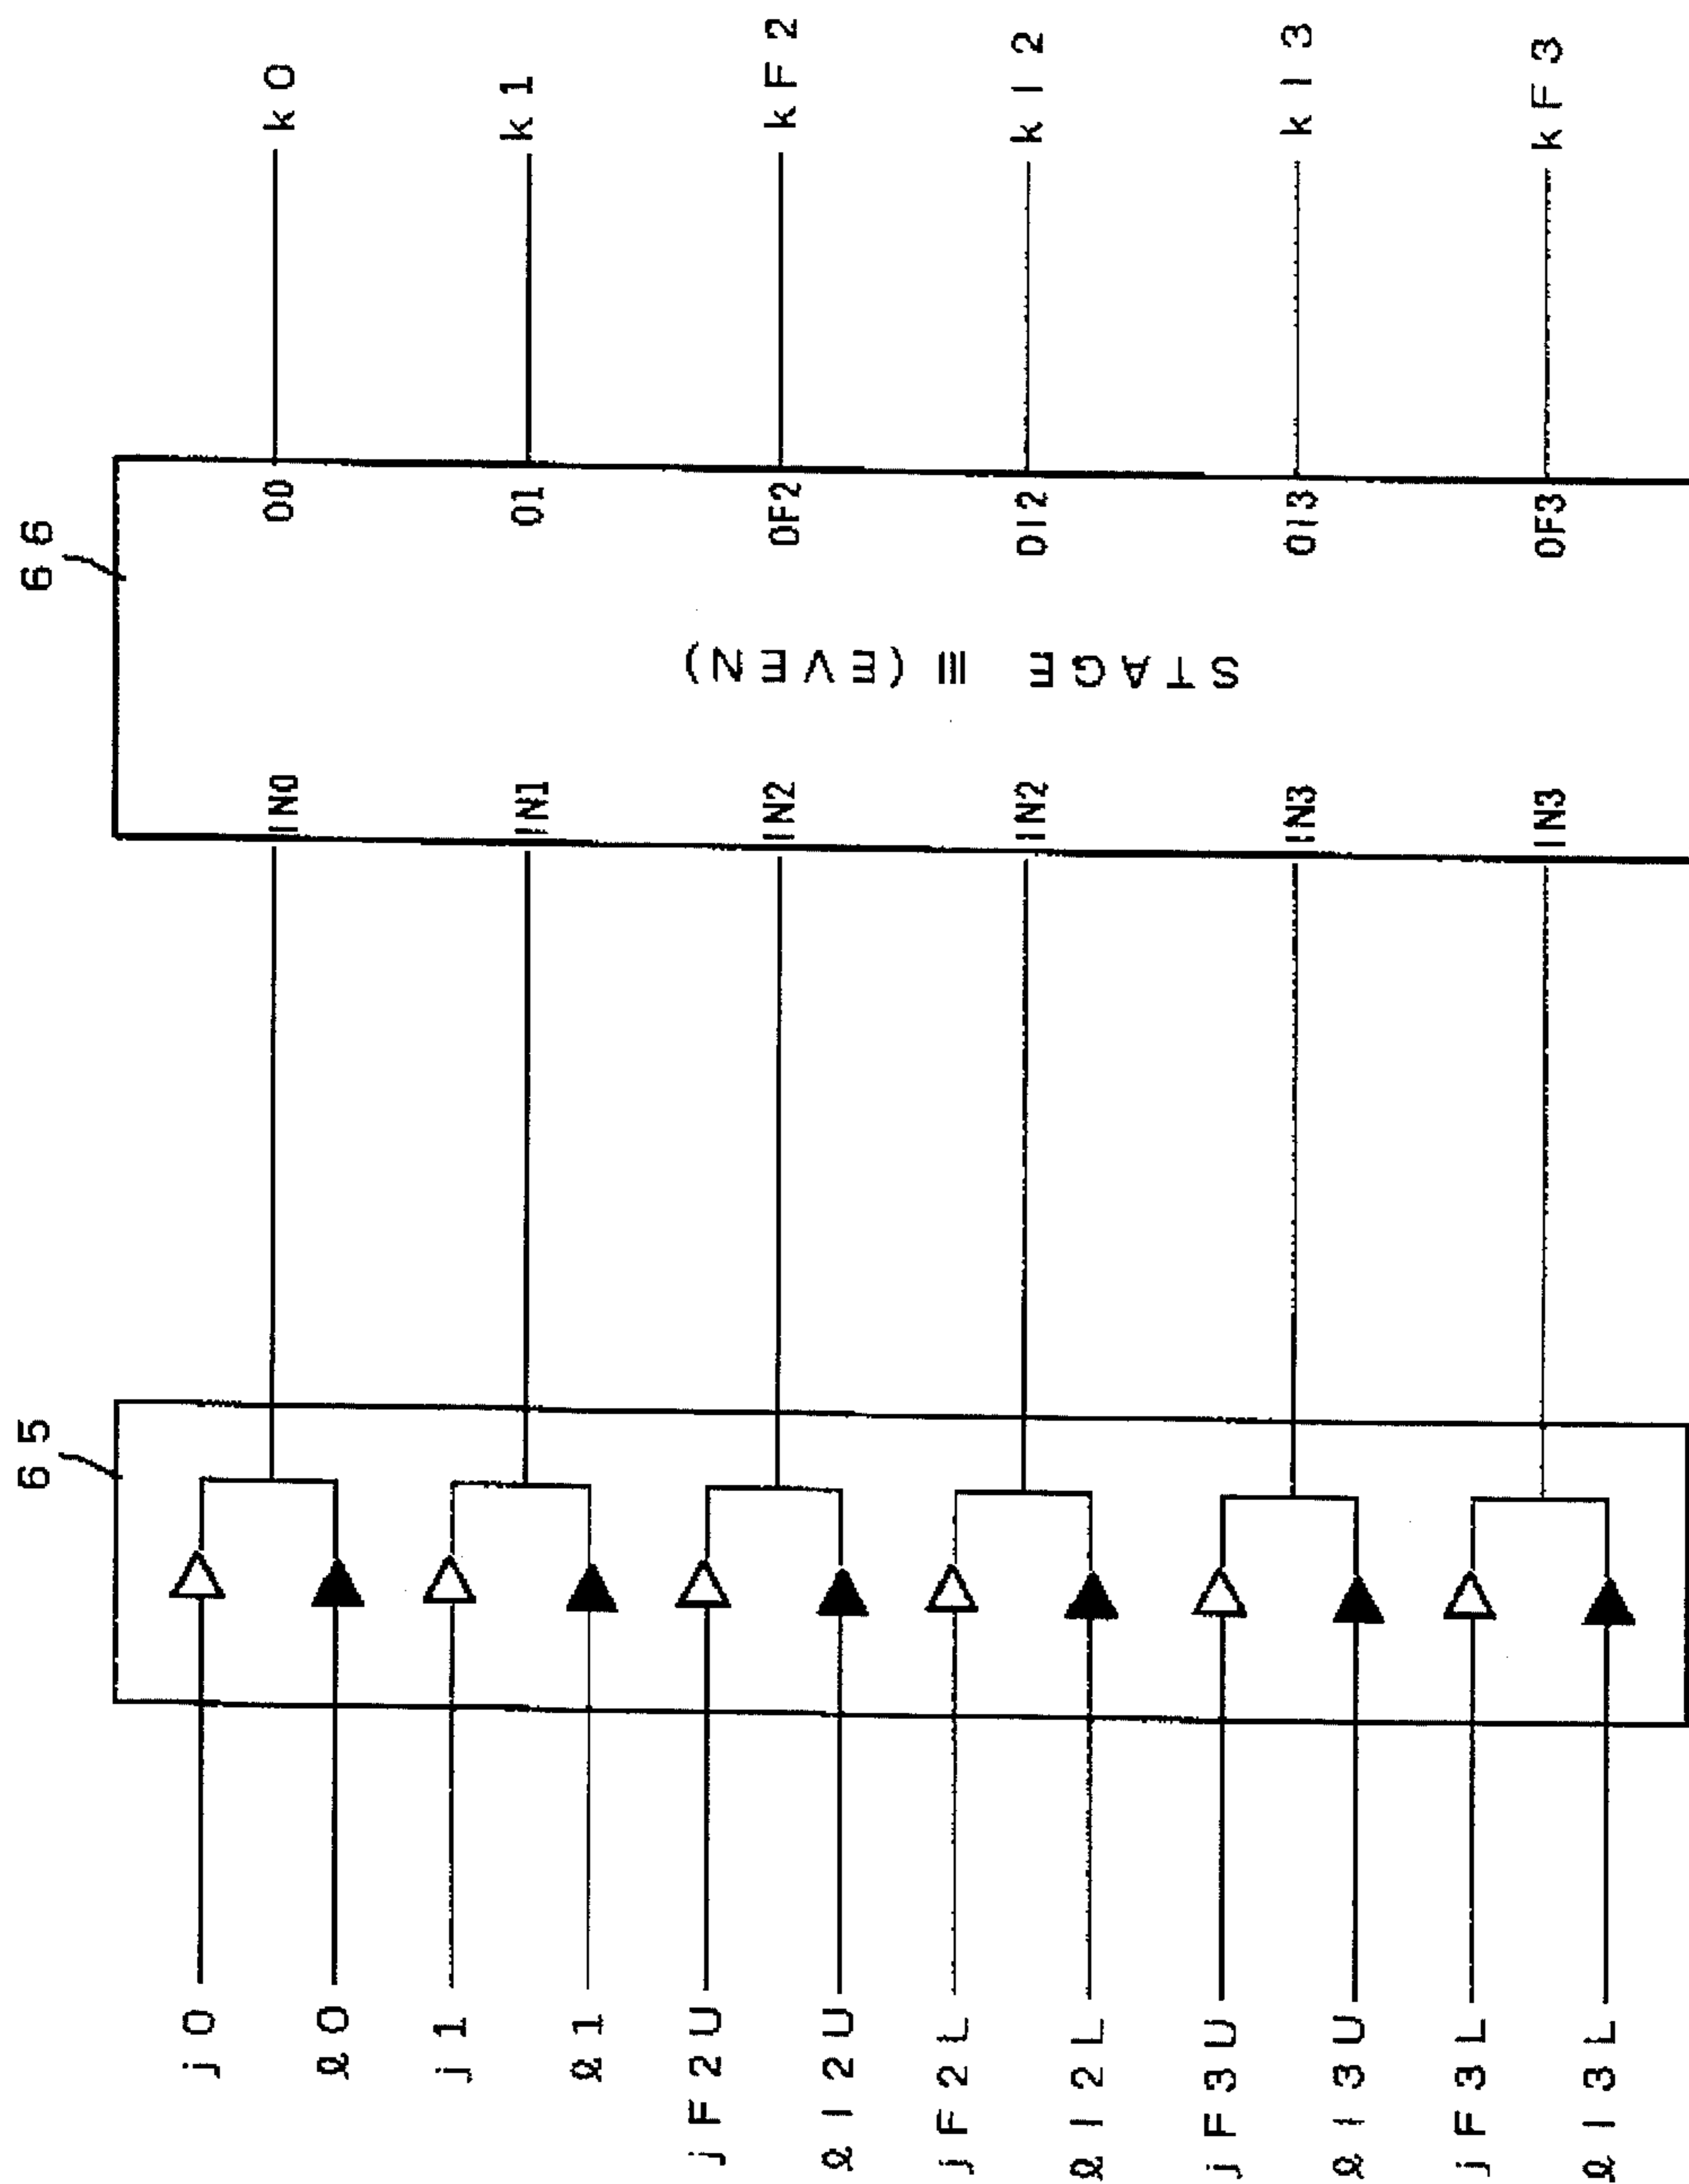 65
66
j0
ℓ0
j1
ℓ1
jF2U
ℓI2U
jF2L
ℓI2L
jF3U
ℓI3U
jF3L
ℓI3L
IN0
IN1
IN2
IN2
IN3
IN3
STAGE III (EVEN)
O0
O1
OF2
OI2
OI3
OF3
k0
k1
kF2
kI2
kI3
kF3